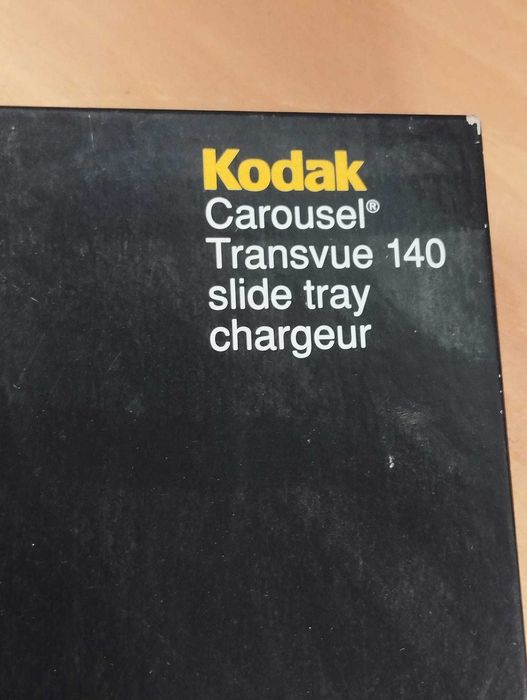 Kodak
Carousel®
Transvue 140
slide tray
chargeur